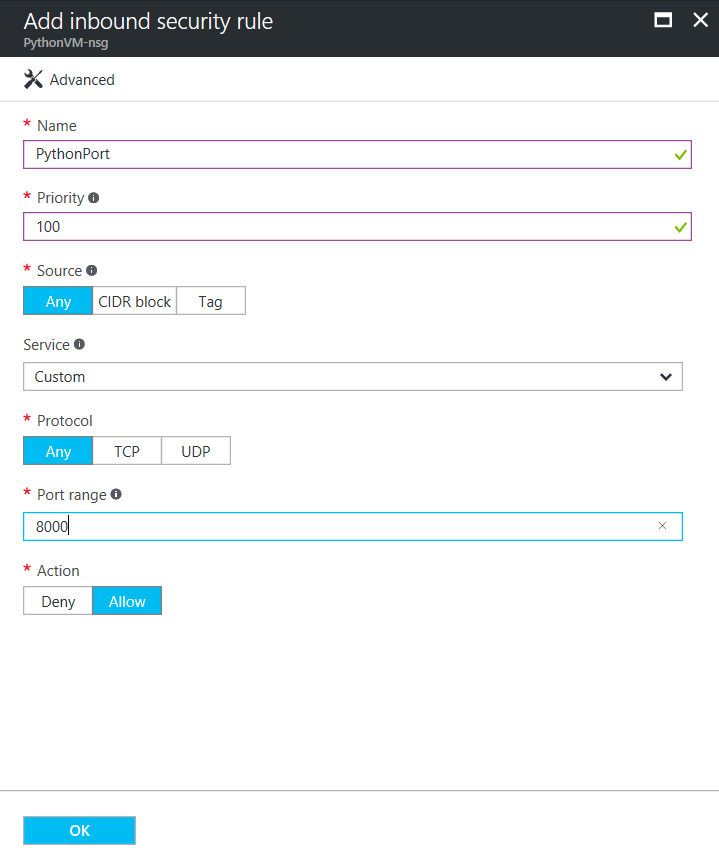 Add inbound security rule
PythonVM-nsg
Advanced
* Name
PythonPort
* Priority
100
* Source
Any CIDR block Tag
Service
Custom
* Protocol
Any TCP UDP
* Port range
8000
* Action
Deny Allow
OK